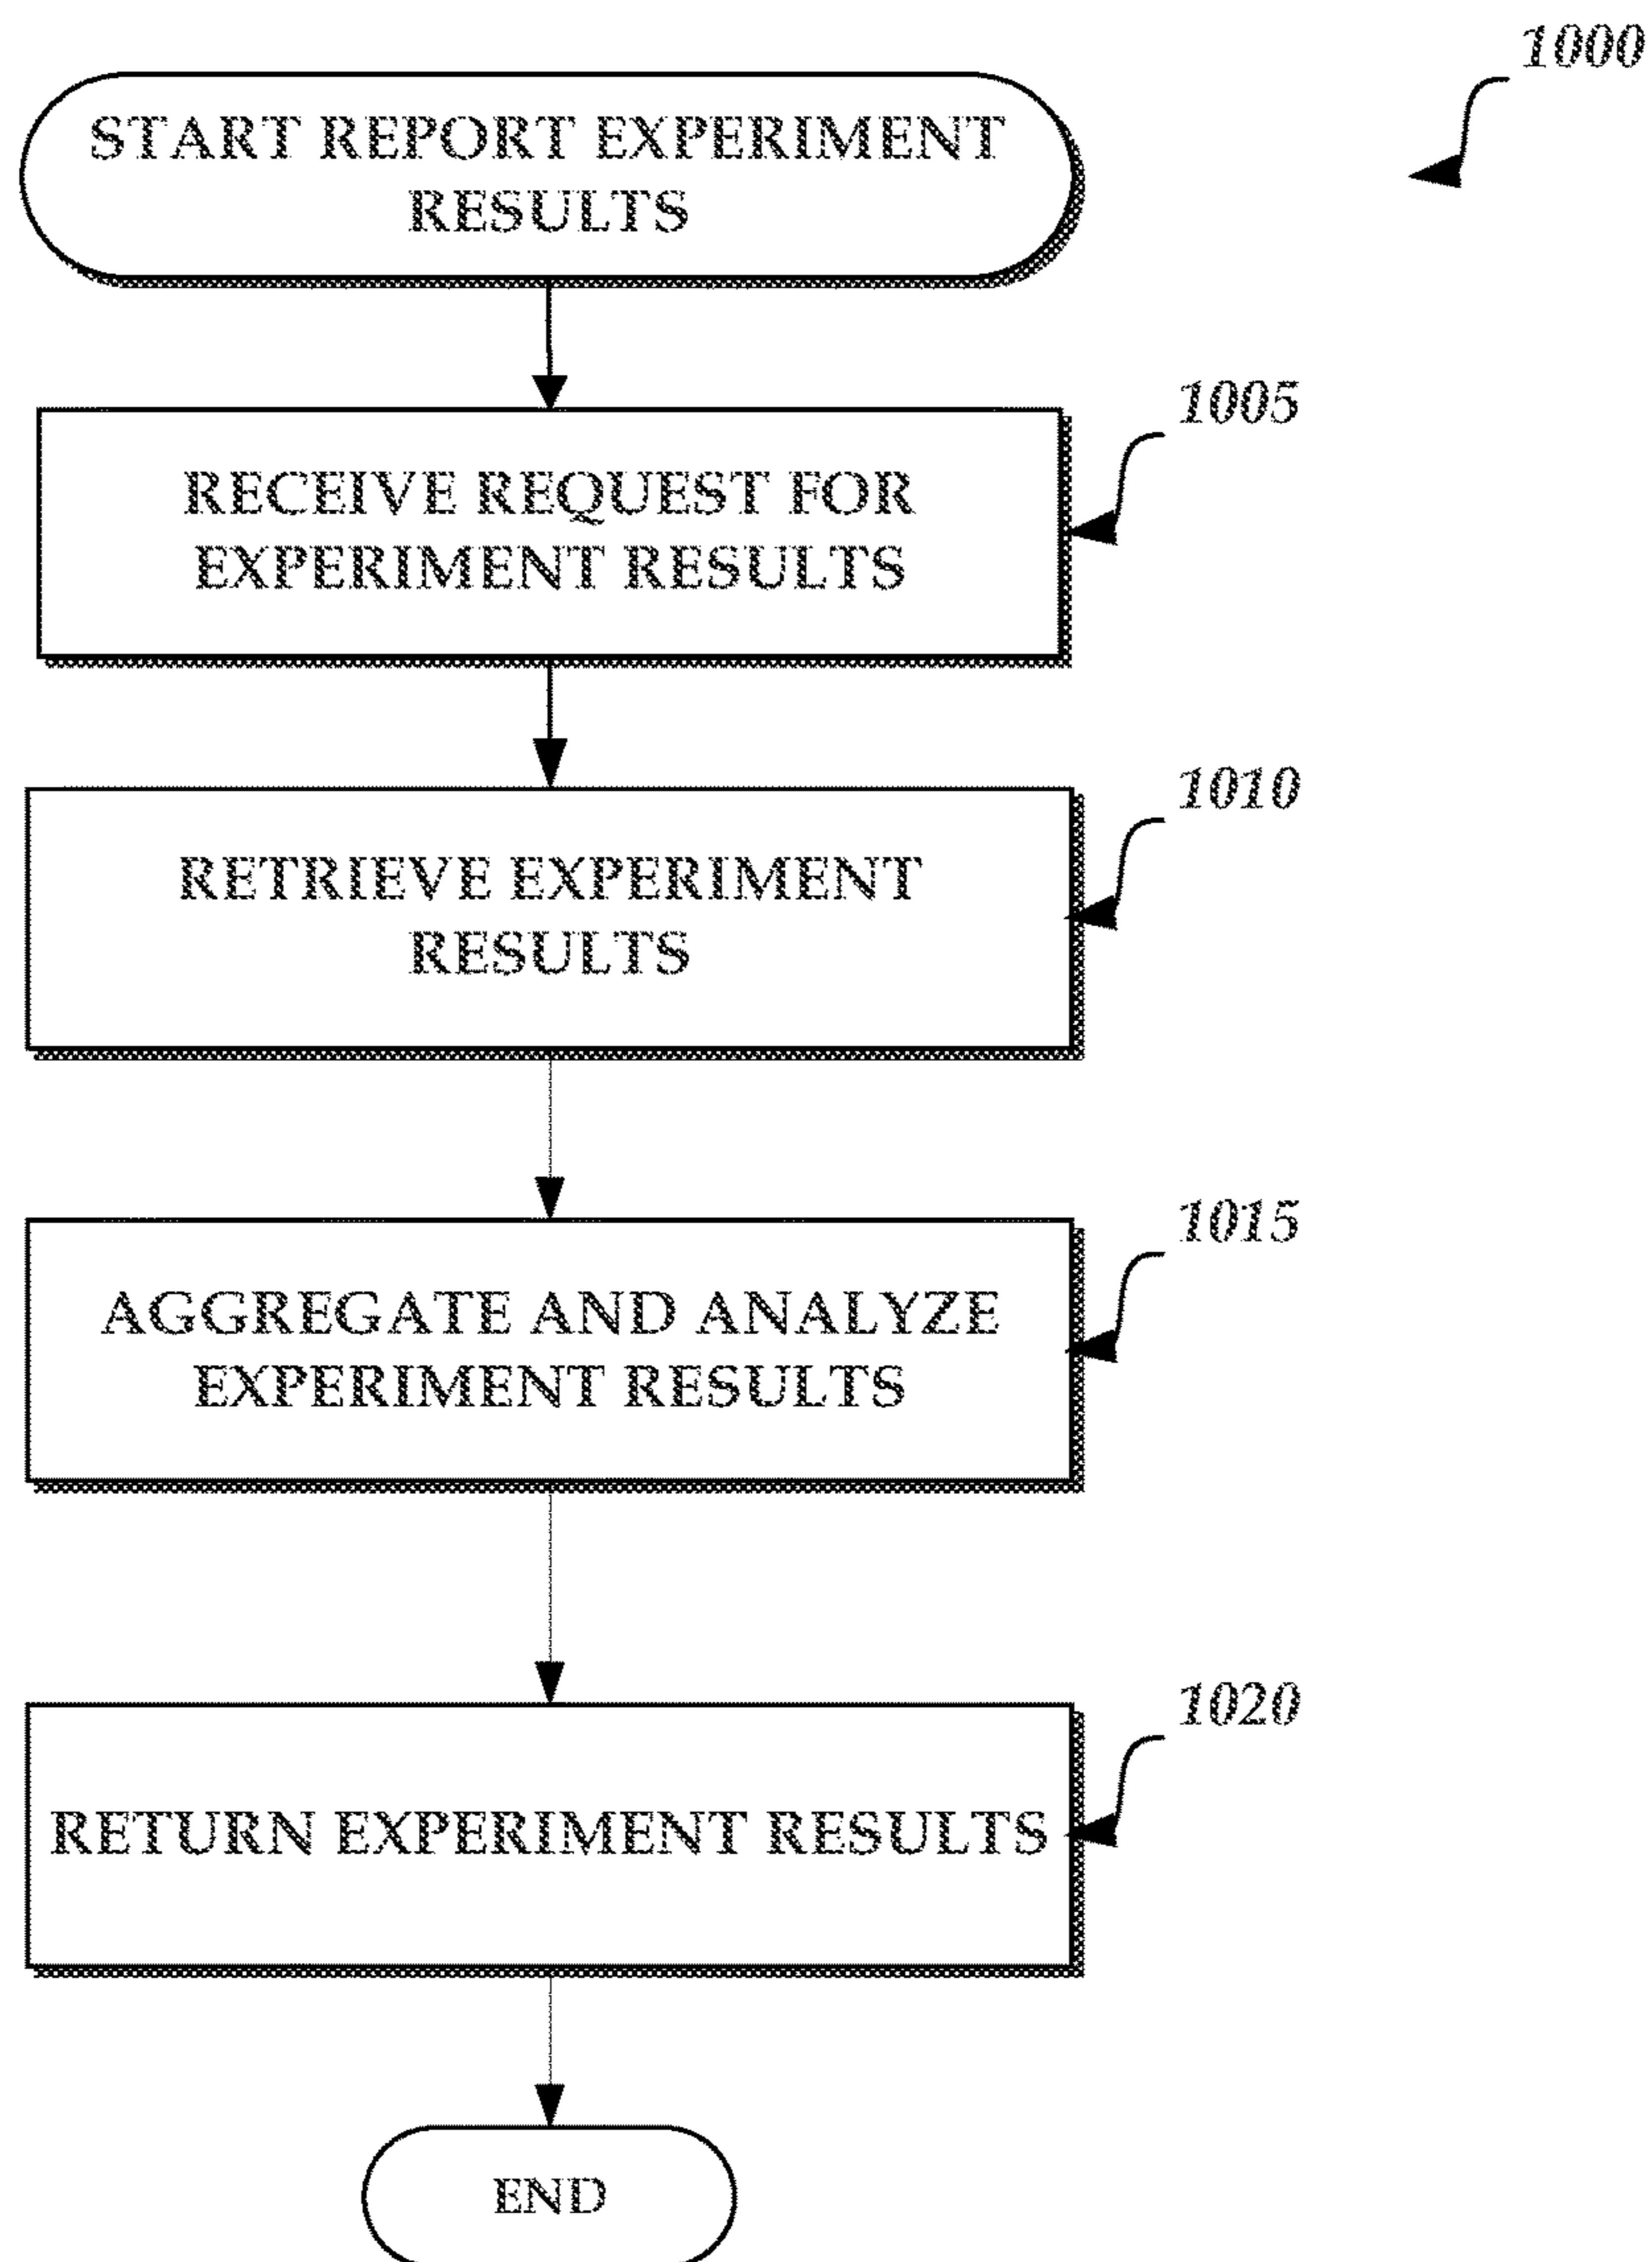 1000
START REPORT EXPERIMENT
RESULTS
1005
RECEIVE REQUEST FOR
EXPERIMENT RESULTS
1010
RETRIEVE EXPERIMENT
RESULTS
1015
AGGREGATE AND ANALYZE
EXPERIMENT RESULTS
1020
RETURN EXPERIMENT RESULTS
END